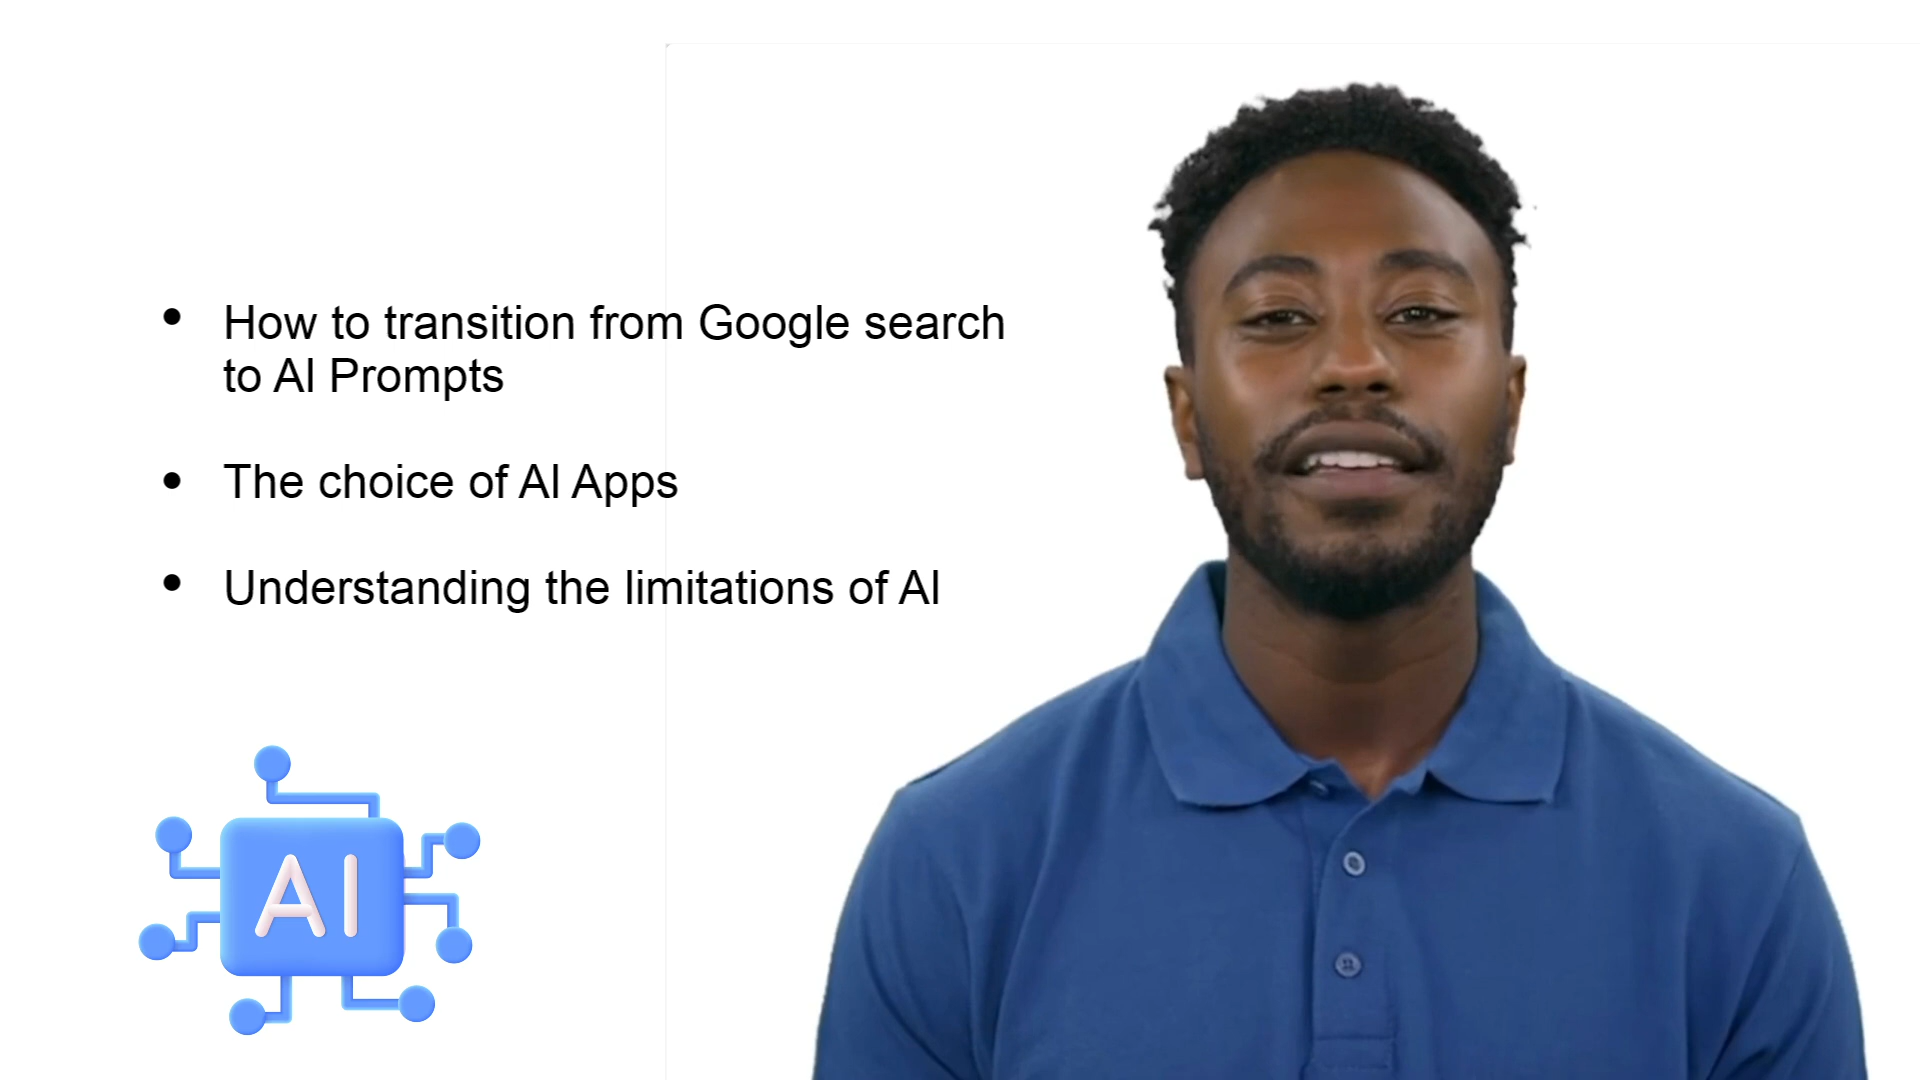 How to transition from Google search
to AI Prompts
The choice of AI Apps
Understanding the limitations of AI
AI